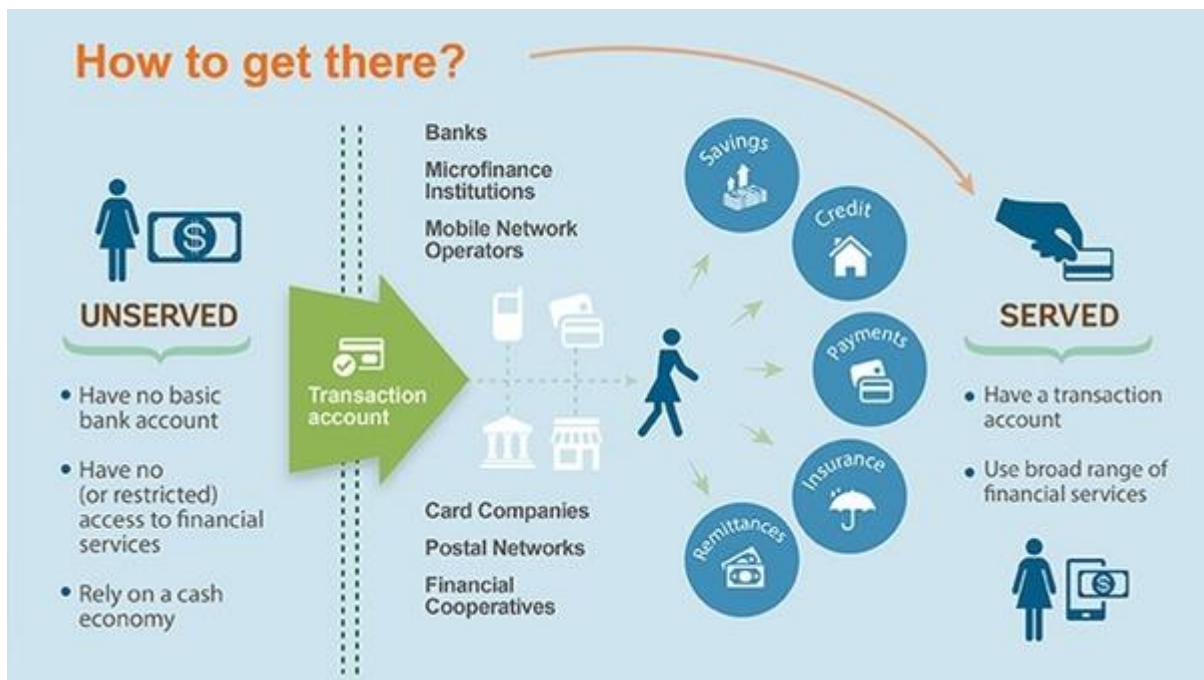 How to get there?
UNSERVED
• Have no basic
bank account
• Have no
(or restricted)
access to financial
services
• Rely on a cash
economy
Transaction
account
Banks
Microfinance
Institutions
Mobile Network
Operators
Card Companies
Postal Networks
Financial
Cooperatives
Savings
Credit
Payments
Insurance
Remittances
SERVED
• Have a transaction
account
• Use broad range of
financial services